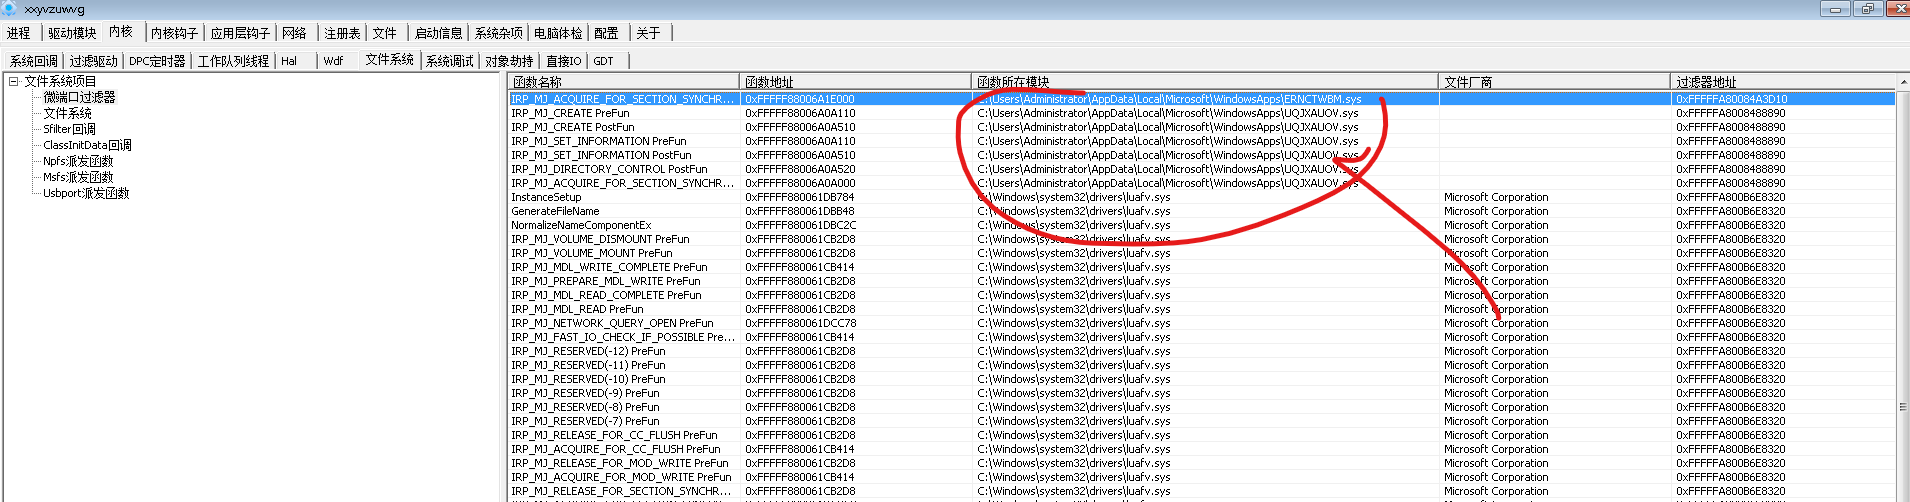 xxyvzuwvg
进程 驱动模块 内核 内核钩子 应用层钩子 网络 注册表 文件 启动信息 系统杂项 电脑体检 配置 关于
系统回调 过滤驱动 DPC定时器 工作队列线程 Hal Wdf 文件系统 系统调试 对象劫持 直接IO GDT
文件系统项目
微端口过滤器
文件系统
Sfilter回调
ClassInitData回调
Npfs派发函数
Msfs派发函数
Usbport派发函数
函数名称 函数地址 函数所在模块 文件厂商 过滤器地址
IRP_MJ_ACQUIRE_FOR_SECTION_SYNCHR... 0xFFFFF88006A1E000 C:\Users\Administrator\AppData\Local\Microsoft\WindowsApps\ERNCTWBM.sys 0xFFFFFA80084A3D10
IRP_MJ_CREATE PreFun 0xFFFFF88006A0A110 C:\Users\Administrator\AppData\Local\Microsoft\WindowsApps\UQJXAUOV.sys 0xFFFFFA8008488890
IRP_MJ_CREATE PostFun 0xFFFFF88006A0A510 C:\Users\Administrator\AppData\Local\Microsoft\WindowsApps\UQJXAUOV.sys 0xFFFFFA8008488890
IRP_MJ_SET_INFORMATION PreFun 0xFFFFF88006A0A110 C:\Users\Administrator\AppData\Local\Microsoft\WindowsApps\UQJXAUOV.sys 0xFFFFFA8008488890
IRP_MJ_SET_INFORMATION PostFun 0xFFFFF88006A0A510 C:\Users\Administrator\AppData\Local\Microsoft\WindowsApps\UQJXAUOV.sys 0xFFFFFA8008488890
IRP_MJ_DIRECTORY_CONTROL PostFun 0xFFFFF88006A0A520 C:\Users\Administrator\AppData\Local\Microsoft\WindowsApps\UQJXAUOV.sys 0xFFFFFA8008488890
IRP_MJ_ACQUIRE_FOR_SECTION_SYNCHR... 0xFFFFF88006A0A000 C:\Users\Administrator\AppData\Local\Microsoft\WindowsApps\UQJXAUOV.sys 0xFFFFFA8008488890
InstanceSetup 0xFFFFF880061DB784 C:\Windows\system32\drivers\luafv.sys Microsoft Corporation 0xFFFFFA800B6E8320
GenerateFileName 0xFFFFF880061DBB48 C:\Windows\system32\drivers\luafv.sys Microsoft Corporation 0xFFFFFA800B6E8320
NormalizeNameComponentEx 0xFFFFF880061DBC2C C:\Windows\system32\drivers\luafv.sys Microsoft Corporation 0xFFFFFA800B6E8320
IRP_MJ_VOLUME_DISMOUNT PreFun 0xFFFFF880061CB2D8 C:\Windows\system32\drivers\luafv.sys Microsoft Corporation 0xFFFFFA800B6E8320
IRP_MJ_VOLUME_MOUNT PreFun 0xFFFFF880061CB2D8 C:\Windows\system32\drivers\luafv.sys Microsoft Corporation 0xFFFFFA800B6E8320
IRP_MJ_MDL_WRITE_COMPLETE PreFun 0xFFFFF880061CB414 C:\Windows\system32\drivers\luafv.sys Microsoft Corporation 0xFFFFFA800B6E8320
IRP_MJ_PREPARE_MDL_WRITE PreFun 0xFFFFF880061CB2D8 C:\Windows\system32\drivers\luafv.sys Microsoft Corporation 0xFFFFFA800B6E8320
IRP_MJ_MDL_READ_COMPLETE PreFun 0xFFFFF880061CB414 C:\Windows\system32\drivers\luafv.sys Microsoft Corporation 0xFFFFFA800B6E8320
IRP_MJ_MDL_READ PreFun 0xFFFFF880061CB2D8 C:\Windows\system32\drivers\luafv.sys Microsoft Corporation 0xFFFFFA800B6E8320
IRP_MJ_NETWORK_QUERY_OPEN PreFun 0xFFFFF880061DCC78 C:\Windows\system32\drivers\luafv.sys Microsoft Corporation 0xFFFFFA800B6E8320
IRP_MJ_FAST_IO_CHECK_IF_POSSIBLE Pre... 0xFFFFF880061CB414 C:\Windows\system32\drivers\luafv.sys Microsoft Corporation 0xFFFFFA800B6E8320
IRP_MJ_RESERVED(-12) PreFun 0xFFFFF880061CB2D8 C:\Windows\system32\drivers\luafv.sys Microsoft Corporation 0xFFFFFA800B6E8320
IRP_MJ_RESERVED(-11) PreFun 0xFFFFF880061CB2D8 C:\Windows\system32\drivers\luafv.sys Microsoft Corporation 0xFFFFFA800B6E8320
IRP_MJ_RESERVED(-10) PreFun 0xFFFFF880061CB2D8 C:\Windows\system32\drivers\luafv.sys Microsoft Corporation 0xFFFFFA800B6E8320
IRP_MJ_RESERVED(-9) PreFun 0xFFFFF880061CB2D8 C:\Windows\system32\drivers\luafv.sys Microsoft Corporation 0xFFFFFA800B6E8320
IRP_MJ_RESERVED(-8) PreFun 0xFFFFF880061CB2D8 C:\Windows\system32\drivers\luafv.sys Microsoft Corporation 0xFFFFFA800B6E8320
IRP_MJ_RESERVED(-7) PreFun 0xFFFFF880061CB2D8 C:\Windows\system32\drivers\luafv.sys Microsoft Corporation 0xFFFFFA800B6E8320
IRP_MJ_RELEASE_FOR_CC_FLUSH PreFun 0xFFFFF880061CB2D8 C:\Windows\system32\drivers\luafv.sys Microsoft Corporation 0xFFFFFA800B6E8320
IRP_MJ_ACQUIRE_FOR_CC_FLUSH PreFun 0xFFFFF880061CB414 C:\Windows\system32\drivers\luafv.sys Microsoft Corporation 0xFFFFFA800B6E8320
IRP_MJ_RELEASE_FOR_MOD_WRITE PreFun 0xFFFFF880061CB2D8 C:\Windows\system32\drivers\luafv.sys Microsoft Corporation 0xFFFFFA800B6E8320
IRP_MJ_ACQUIRE_FOR_MOD_WRITE PreFun 0xFFFFF880061CB414 C:\Windows\system32\drivers\luafv.sys Microsoft Corporation 0xFFFFFA800B6E8320
IRP_MJ_RELEASE_FOR_SECTION_SYNCHR... 0xFFFFF880061CB2D8 C:\Windows\system32\drivers\luafv.sys Microsoft Corporation 0xFFFFFA800B6E8320